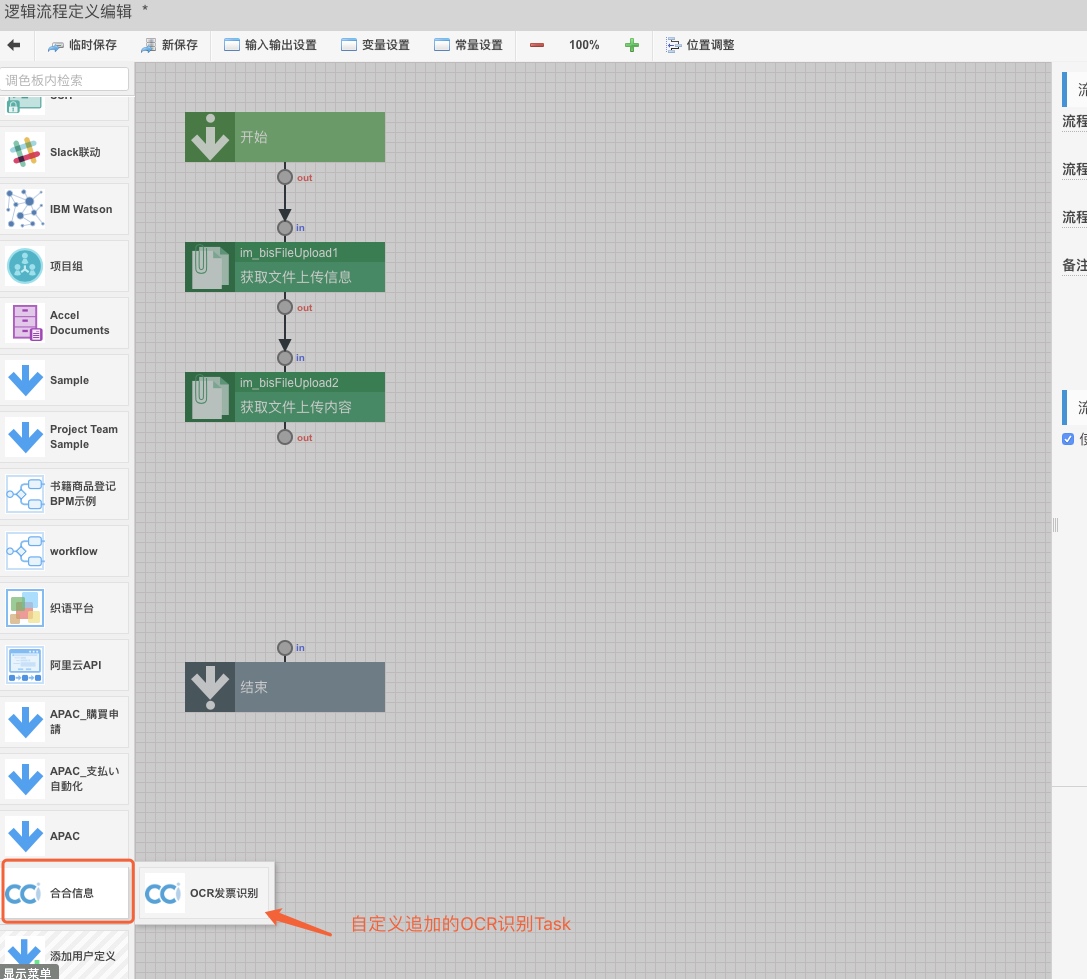 逻辑流程定义编辑 *
临时保存 新保存 输入输出设置 变量设置 常量设置 100% 位置调整
调色板内检索
Slack联动
IBM Watson
项目组
Accel
Documents
Sample
Project Team
Sample
书籍商品登记
BPM示例
workflow
织语平台
阿里云API
APAC_購買申
請
APAC_支払い
自動化
APAC
合合信息
添加用户定义
显示菜单
开始
out
in
im_bisFileUpload1
获取文件上传信息
out
in
im_bisFileUpload2
获取文件上传内容
out
in
结束
CCi OCR发票识别
自定义追加的OCR识别Task
流
流程
流程
流程
备注
流